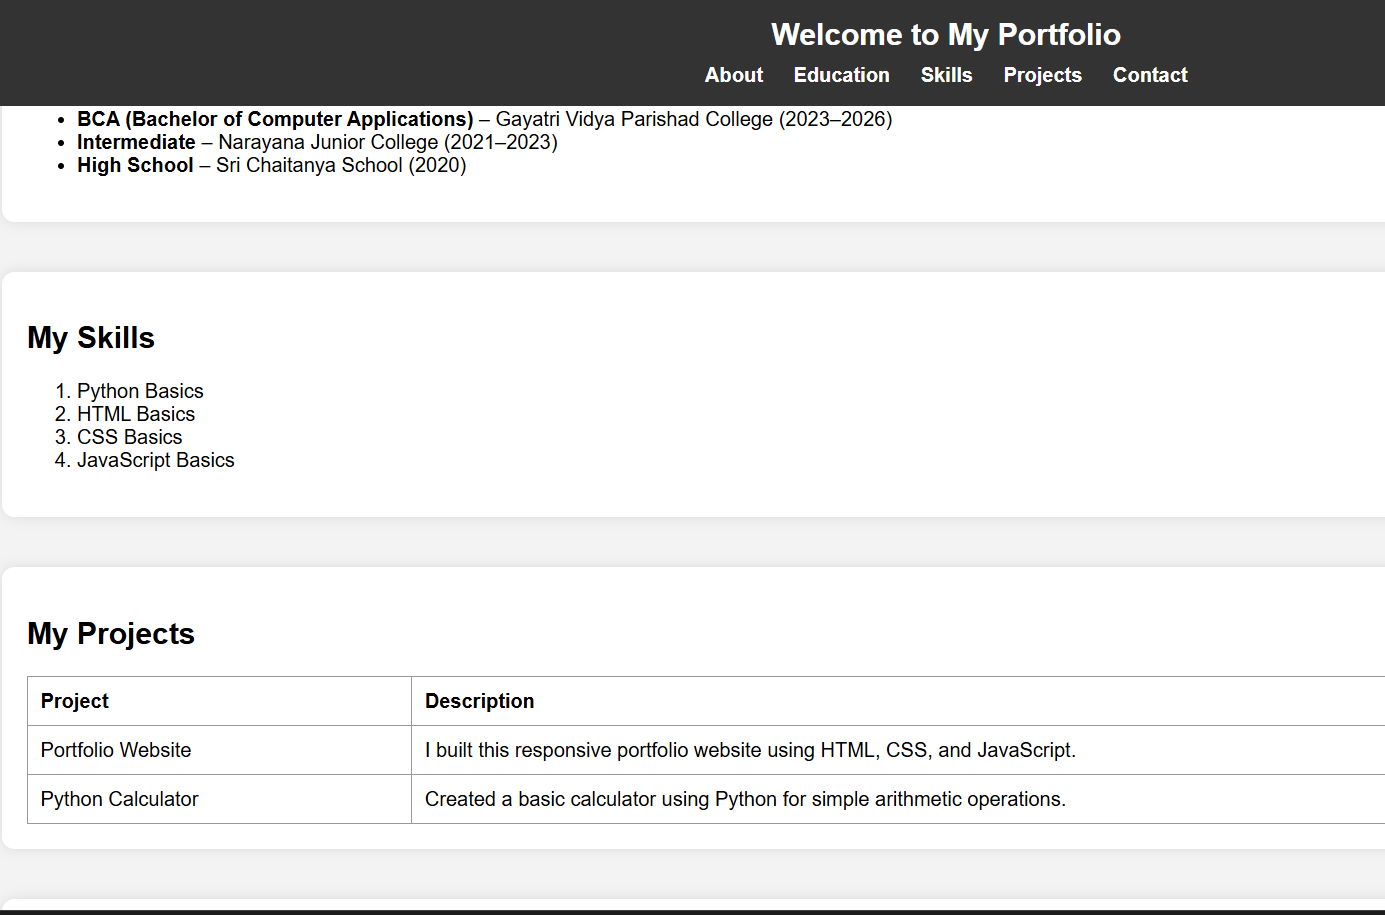 Welcome to My Portfolio
About Education Skills Projects Contact
• BCA (Bachelor of Computer Applications) – Gayatri Vidya Parishad College (2023–2026)
• Intermediate – Narayana Junior College (2021–2023)
• High School – Sri Chaitanya School (2020)
My Skills
1. Python Basics
2. HTML Basics
3. CSS Basics
4. JavaScript Basics
My Projects
Project Description
Portfolio Website I built this responsive portfolio website using HTML, CSS, and JavaScript.
Python Calculator Created a basic calculator using Python for simple arithmetic operations.